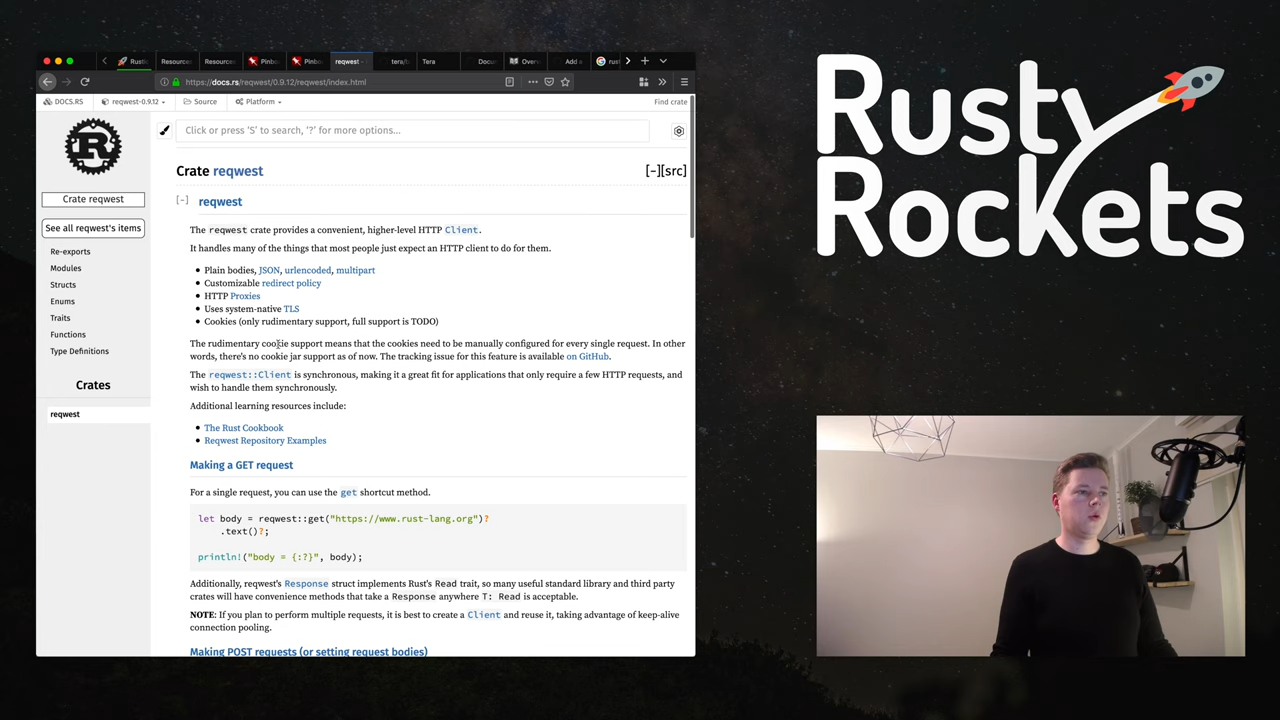 Rusti
Resources
Resource
Pinbo
Pinbo
reqwest -
tera/t
Tera
Docu
Over
Add a
rust
https://docs.rs/reqwest/0.9.12/reqwest/index.html
DOCS.RS
reqwest-0.9.12
Source
Platform
Find crate
Click or press 'S' to search, '?' for more options...
Crate reqwest
[-][src]
Crate reqwest
See all reqwest's items
Re-exports
Modules
Structs
Enums
Traits
Functions
Type Definitions
Crates
reqwest
[-]
reqwest
The reqwest crate provides a convenient, higher-level HTTP Client.
It handles many of the things that most people just expect an HTTP client to do for them.
• Plain bodies, JSON, urlencoded, multipart
• Customizable redirect policy
• HTTP Proxies
• Uses system-native TLS
• Cookies (only rudimentary support, full support is TODO)
The rudimentary cookie support means that the cookies need to be manually configured for every single request. In other
words, there's no cookie jar support as of now. The tracking issue for this feature is available on GitHub.
The reqwest::Client is synchronous, making it a great fit for applications that only require a few HTTP requests, and
wish to handle them synchronously.
Additional learning resources include:
• The Rust Cookbook
• Reqwest Repository Examples
Making a GET request
For a single request, you can use the get shortcut method.
let body = reqwest::get("https://www.rust-lang.org")?
.text()?;
println!("body = {:?}", body);
Additionally, reqwest's Response struct implements Rust's Read trait, so many useful standard library and third party
crates will have convenience methods that take a Response anywhere T: Read is acceptable.
NOTE: If you plan to perform multiple requests, it is best to create a Client and reuse it, taking advantage of keep-alive
connection pooling.
Making POST requests (or setting request bodies)
Rusty
Rockets